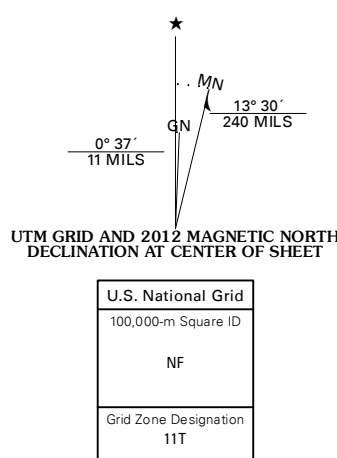 ★
MN
GN
13° 30´
240 MILS
0° 37´
11 MILS
UTM GRID AND 2012 MAGNETIC NORTH
DECLINATION AT CENTER OF SHEET
U.S. National Grid
100,000-m Square ID
NF
Grid Zone Designation
11T